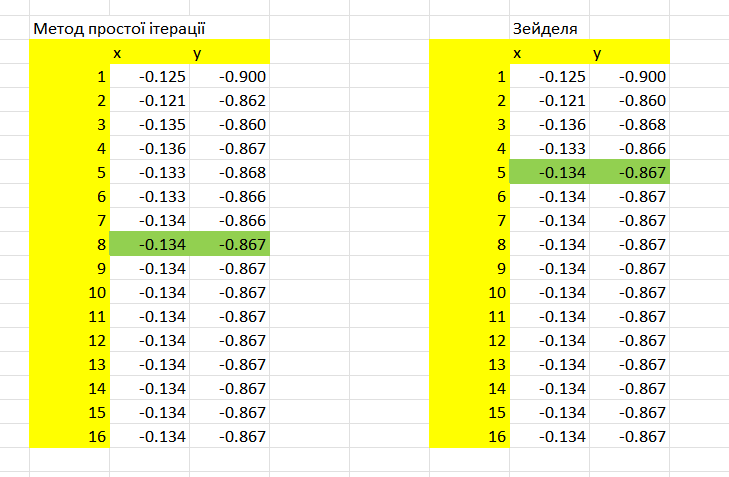 Метод простої ітерації Зейделя
x y x y
1 -0.125 -0.900 1 -0.125 -0.900
2 -0.121 -0.862 2 -0.121 -0.860
3 -0.135 -0.860 3 -0.136 -0.868
4 -0.136 -0.867 4 -0.133 -0.866
5 -0.133 -0.868 5 -0.134 -0.867
6 -0.133 -0.866 6 -0.134 -0.867
7 -0.134 -0.866 7 -0.134 -0.867
8 -0.134 -0.867 8 -0.134 -0.867
9 -0.134 -0.867 9 -0.134 -0.867
10 -0.134 -0.867 10 -0.134 -0.867
11 -0.134 -0.867 11 -0.134 -0.867
12 -0.134 -0.867 12 -0.134 -0.867
13 -0.134 -0.867 13 -0.134 -0.867
14 -0.134 -0.867 14 -0.134 -0.867
15 -0.134 -0.867 15 -0.134 -0.867
16 -0.134 -0.867 16 -0.134 -0.867